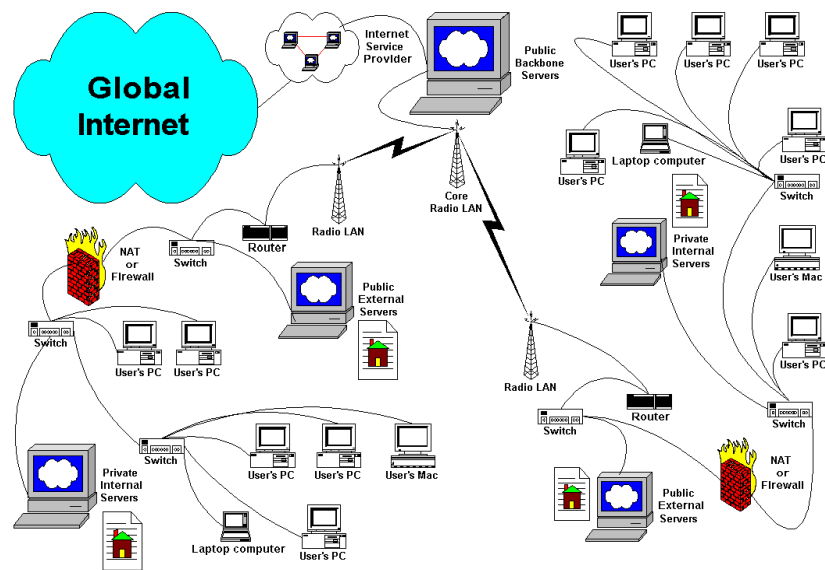 Global
Internet
Internet
Service
Provider
Public
Backbone
Servers
User's PC
User's PC
User's PC
User's PC
Laptop computer
User's PC
Switch
Core
Radio LAN
Radio LAN
Router
Switch
NAT
or
Firewall
Public
External
Servers
Private
Internal
Servers
User's Mac
User's PC
Switch
User's PC
User's PC
Radio LAN
Router
Switch
Switch
User's PC
User's PC
User's Mac
Private
Internal
Servers
Laptop computer
User's PC
Public
External
Servers
NAT
or
Firewall